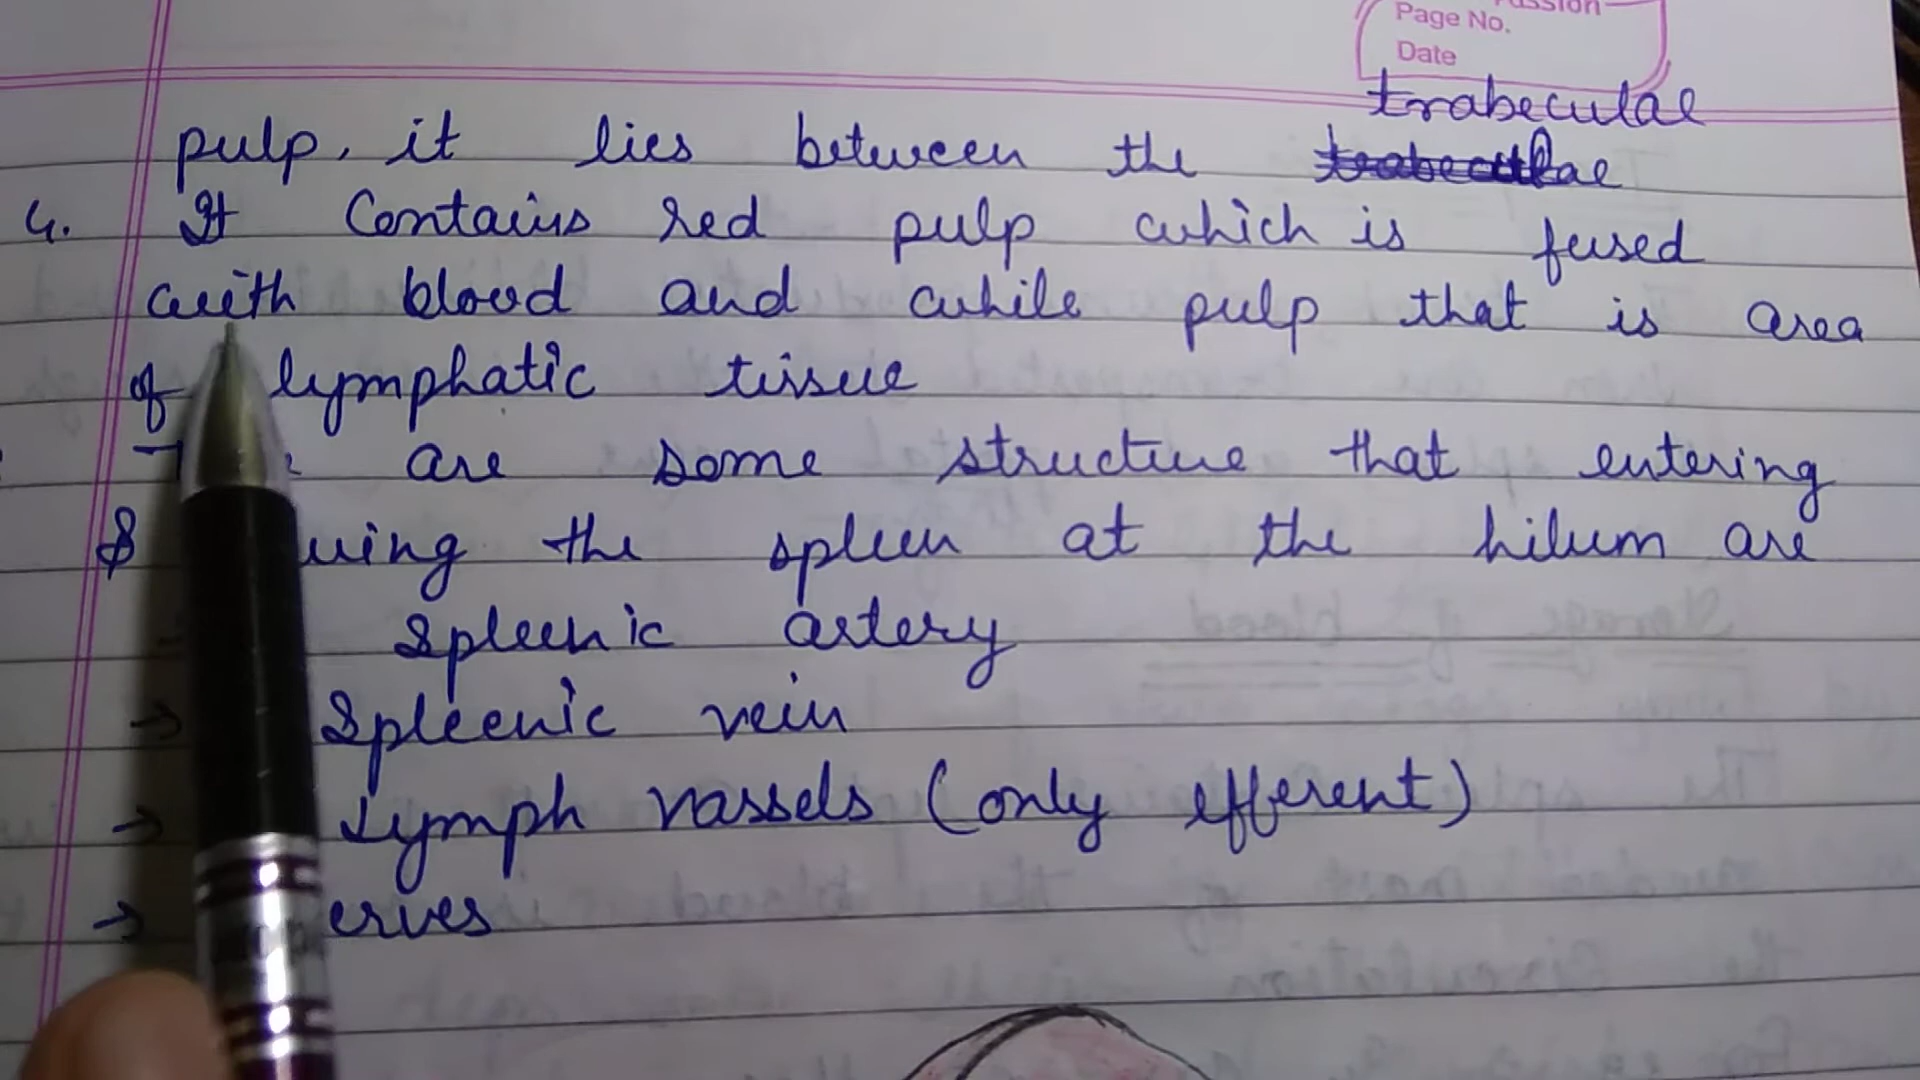 Page No.
Date
trabeculae
pulp, it lies between the
4. It Contains red pulp which is fused
with blood and while pulp that is area
of lymphatic tissue
are some structure that entering
& the spleen at the hilum are
Spleenic artery
→ Spleenic vein
→ Lymph vassels (only efferent)
→ erves